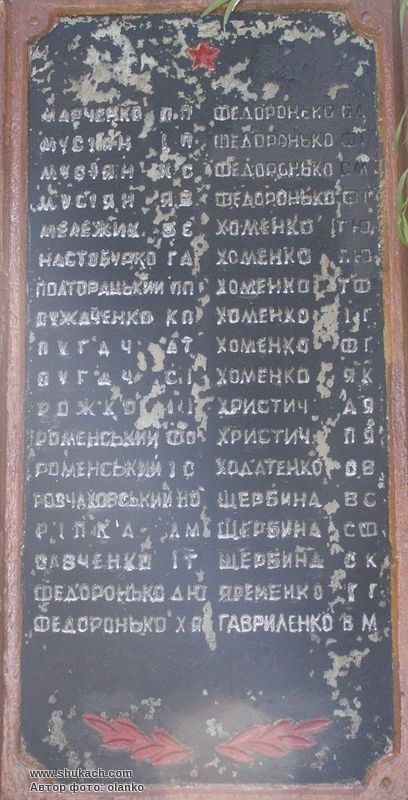 МАРЧЕНКО П П
МУСІЯН І П
МУСІЯН К С
МУСІЯН Я В
МЕЛЕЖИК В Є
НАСТОБУРКО Г А
ПОЛТОРАЦЬКИЙ П П
ПУЖАЧЕНКО К П
ПУГАЧ А Т
ПУГАЧ С І
РОЖКО І І
РОМЕНСЬКИЙ Ф О
РОМЕНСЬКИЙ І С
РОЗЧАХОВСЬКИЙ Н О
РІПКА А М
САВЧЕНКО І Т
ФЕДОРОНЬКО Д Ю
ФЕДОРОНЬКО Х Я
ФЕДОРОНЬКО О А
ФЕДОРОНЬКО
ФЕДОРОНЬКО С М
ФЕДОРОНЬКО Ф Г
ХОМЕНКО Г Ю
ХОМЕНКО Л Ю
ХОМЕНКО Т Ф
ХОМЕНКО І Г
ХОМЕНКО Ф Г
ХОМЕНКО Я К
ХРИСТИЧ А Я
ХРИСТИЧ П Я
ХОДАТЕНКО О В
ЩЕРБИНА В С
ЩЕРБИНА С Ф
ЩЕРБИНА С К
ЯРЕМЕНКО Г Г
ГАВРИЛЕНКО В М
www.shukach.com
Автор фото: olanko